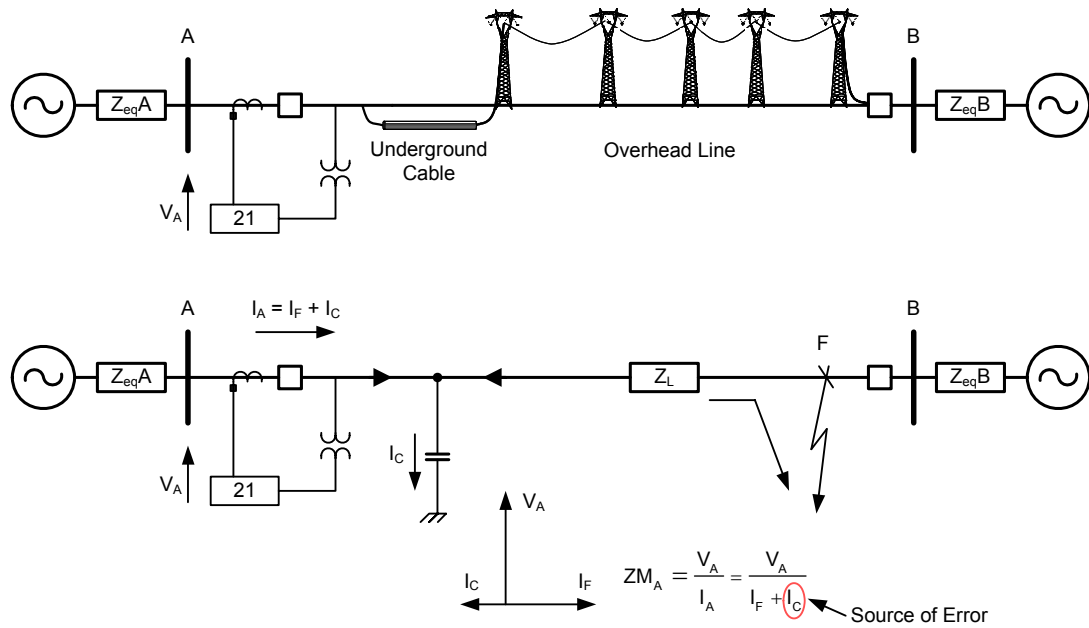 A
B
ZeqA
ZeqB
Underground
Cable
Overhead Line
VA
21
A
IA = IF + IC
B
F
ZeqA
ZL
ZeqB
IC
VA
21
VA
IC
IF
ZMA = VA / IA = VA / IF + IC
Source of Error